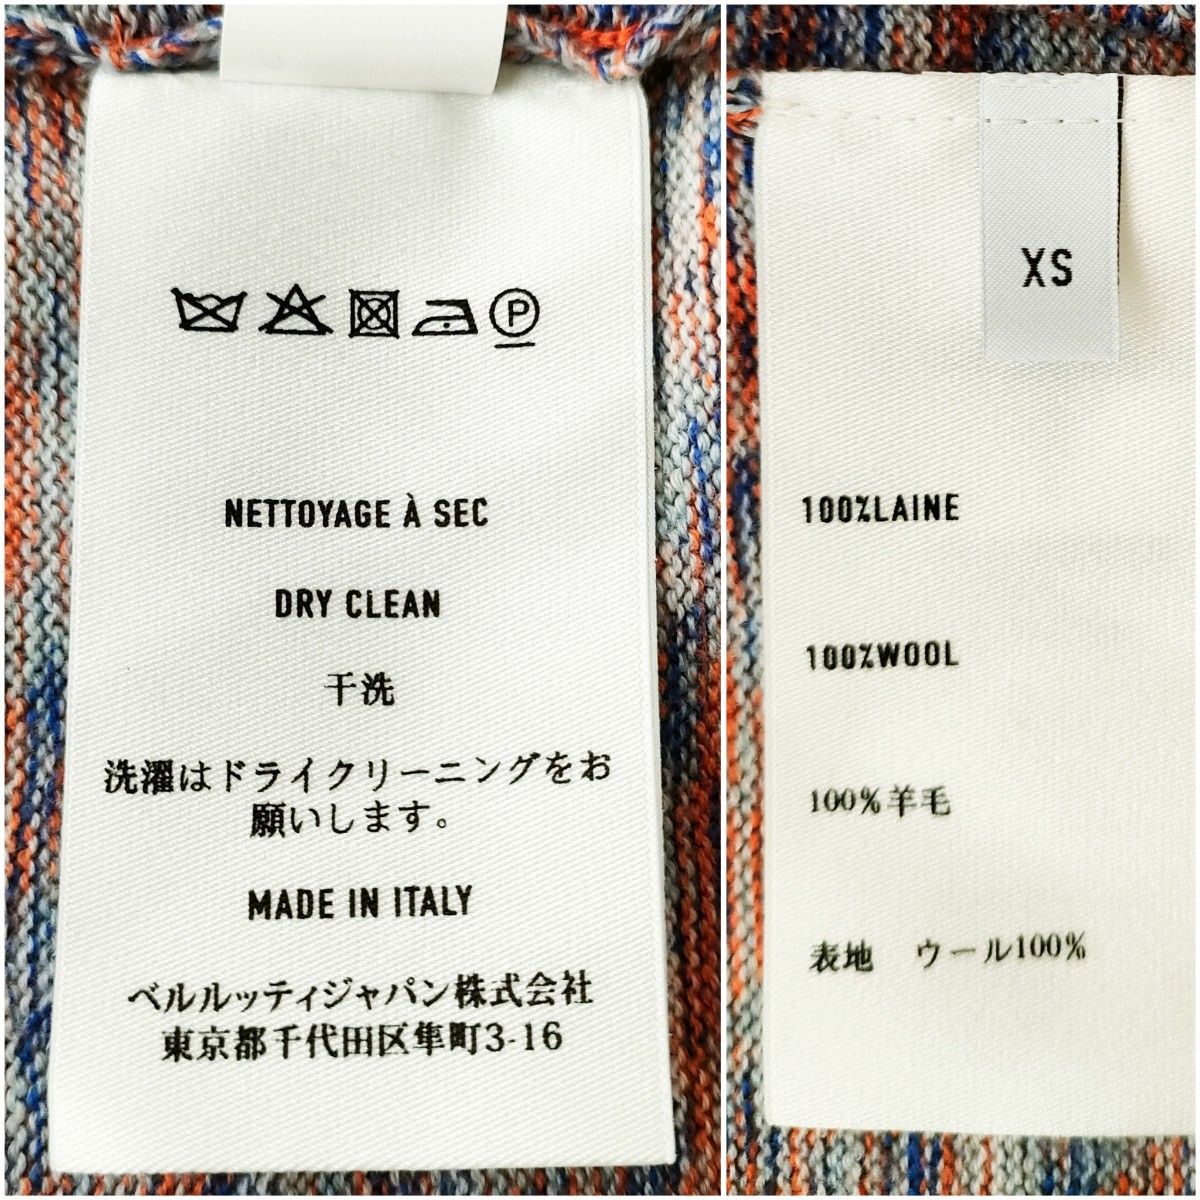 P
NETTOYAGE À SEC
DRY CLEAN
干洗
洗濯はドライクリーニングをお
願いします。
MADE IN ITALY
ベルルッティジャパン株式会社
東京都千代田区隼町3-16
XS
100%LAINE
100%WOOL
100%羊毛
表地　ウール100%